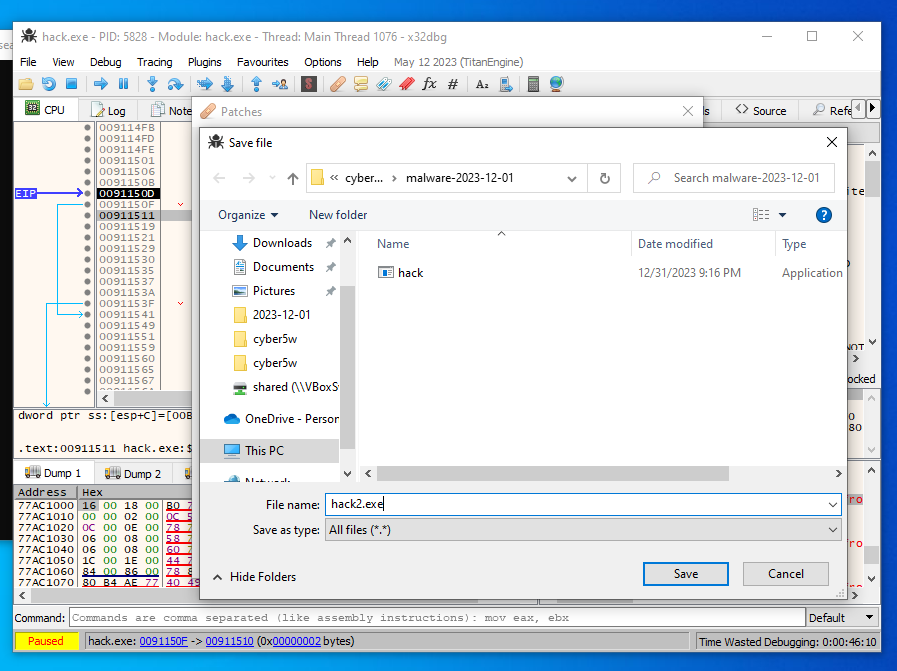 hack.exe - PID: 5828 - Module: hack.exe - Thread: Main Thread 1076 - x32dbg
File View Debug Tracing Plugins Favourites Options Help May 12 2023 (TitanEngine)
CPU Log Source
Patches
009114FB
009114FD
009114FE
00911501
00911506
0091150B
EIP 0091150D
0091150F
00911511
00911519
00911521
00911529
00911530
00911535
00911537
0091153A
0091153F
00911541
00911549
00911551
00911559
00911560
00911565
00911567
Save file
« cyber... › malware-2023-12-01
Search malware-2023-12-01
Organize New folder
Name Date modified Type
hack 12/31/2023 9:16 PM Application
Downloads
Documents
Pictures
2023-12-01
cyber5w
cyber5w
shared (\\VBoxS
OneDrive - Person
This PC
Network
File name: hack2.exe
Save as type: All files (*.*)
Hide Folders
Save Cancel
dword ptr ss:[esp+C]=[00B
.text:00911511 hack.exe:$
Dump 1 Dump 2
Address Hex
77AC1000 16 00 18 00 B0 7
77AC1010 00 00 02 00 0C 5
77AC1020 0C 00 0E 00 78 7
77AC1030 06 00 08 00 58 7
77AC1040 06 00 08 00 60 7
77AC1050 1C 00 1E 00 44 7
77AC1060 84 00 86 00 78 8
77AC1070 80 B4 AE 77 40 49
Command: Commands are comma separated (like assembly instructions): mov eax, ebx Default
Paused hack.exe: 0091150F -> 00911510 (0x00000002 bytes) Time Wasted Debugging: 0:00:46:10